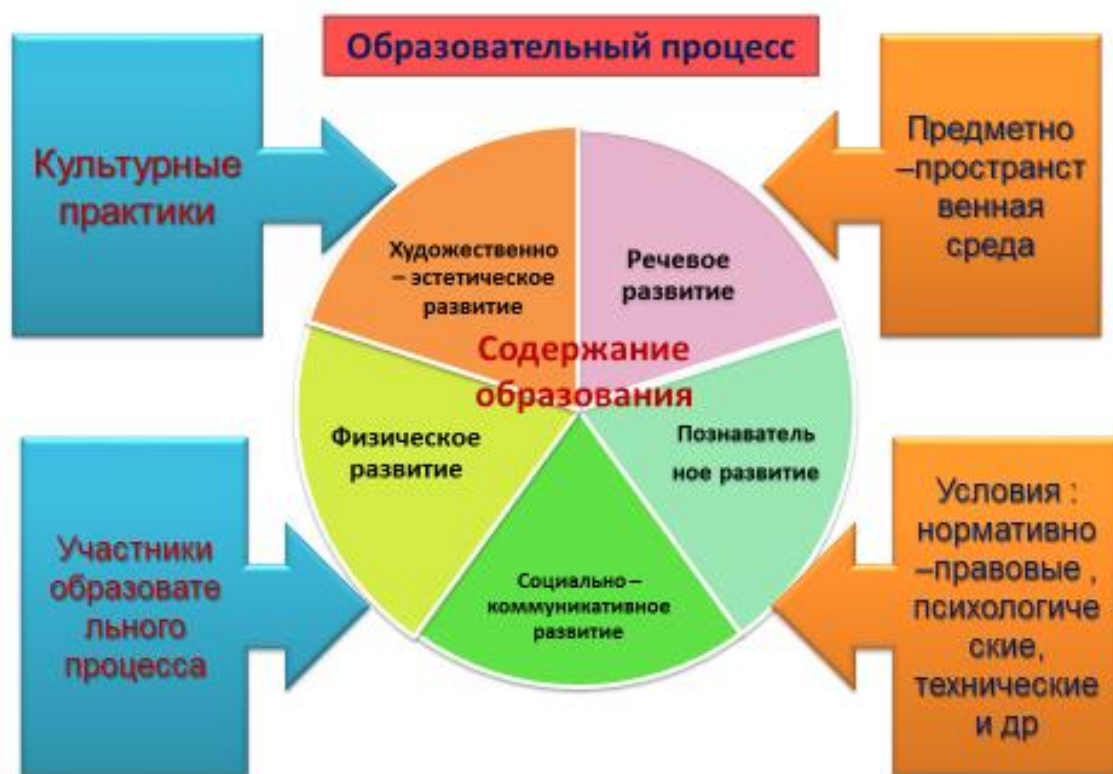 Образовательный процесс
Культурные
практики
Предметно
–пространст
венная
среда
Художественно
– эстетическое
развитие
Речевое
развитие
Содержание
образования
Физическое
развитие
Познаватель
ное развитие
Социально –
коммуникативное
развитие
Участники
образовате
льного
процесса
Условия :
нормативно
–правовые ,
психологиче
ские,
технические
и др